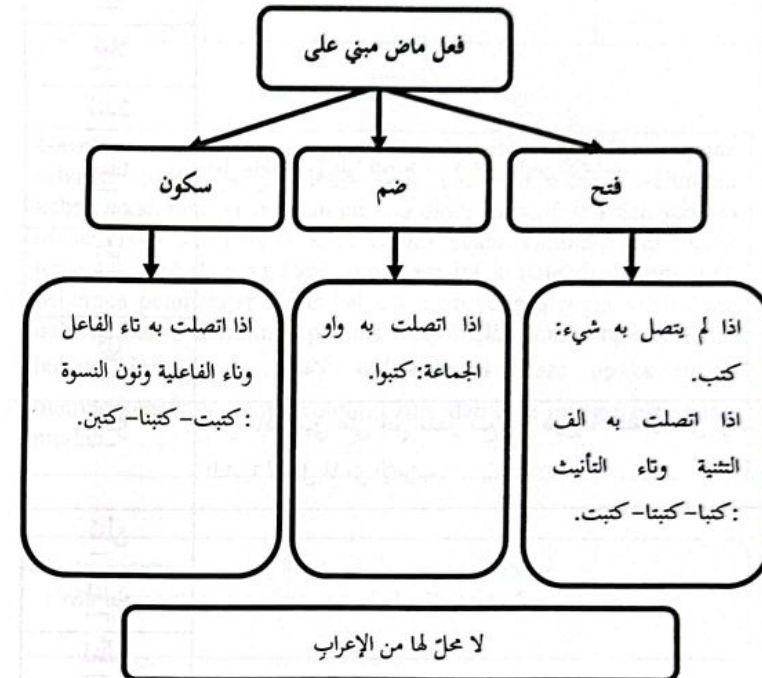 فعل ماض مبني على
فتح
ضم
سكون
اذا لم يتصل به شيء:
كتب.
اذا اتصلت به الف
التثنية وتاء التأنيث
:كتبا-كتبتا-كتبت.
اذا اتصلت به واو
الجماعة:كتبوا.
اذا اتصلت به تاء الفاعل
وناء الفاعلية ونون النسوة
:كتبت-كتبنا-كتبن.
لا محلّ لها من الإعراب